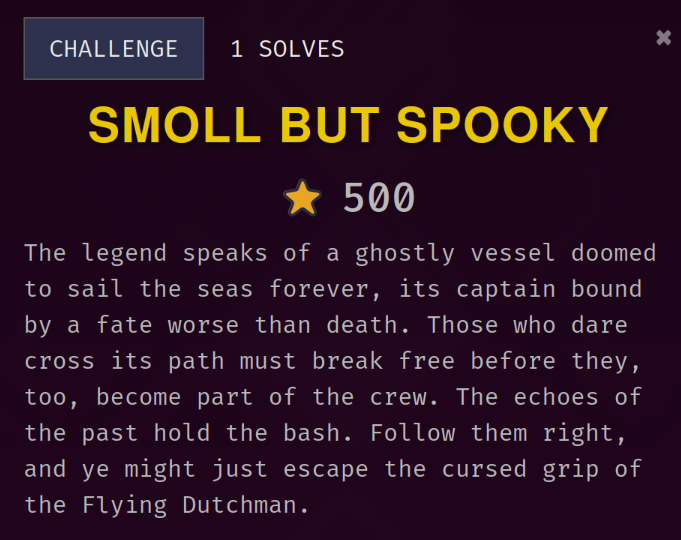 CHALLENGE 1 SOLVES
SMOLL BUT SPOOKY
500
The legend speaks of a ghostly vessel doomed
to sail the seas forever, its captain bound
by a fate worse than death. Those who dare
cross its path must break free before they,
too, become part of the crew. The echoes of
the past hold the bash. Follow them right,
and ye might just escape the cursed grip of
the Flying Dutchman.